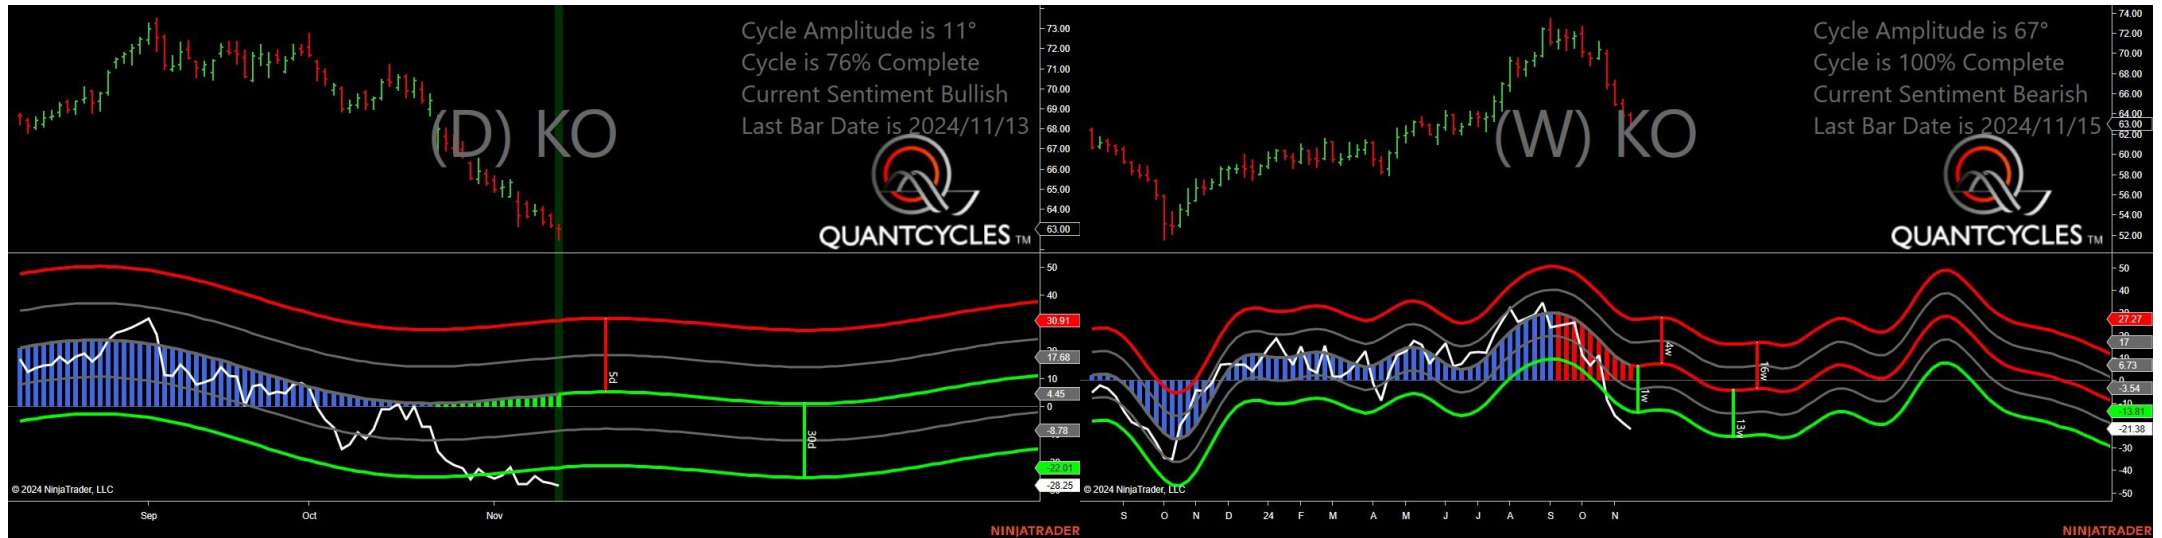 Cycle Amplitude is 11°
Cycle is 76% Complete
Current Sentiment Bullish
Last Bar Date is 2024/11/13
(D) KO
QUANTCYCLES TM
73.00
72.00
71.00
70.00
69.00
68.00
67.00
66.00
65.00
64.00
63.00
50
40
30.91
17.68
10
4.45
0
-8.78
-22.01
-28.25
5d
30d
© 2024 NinjaTrader, LLC
Sep
Oct
Nov
NINJATRADER
Cycle Amplitude is 67°
Cycle is 100% Complete
Current Sentiment Bearish
Last Bar Date is 2024/11/15
(W) KO
QUANTCYCLES TM
74.00
72.00
70.00
68.00
66.00
64.00
63.00
62.00
60.00
58.00
56.00
54.00
52.00
50
40
27.27
17
6.73
-3.54
-13.81
-21.38
-30
-40
-50
4w
1w
16w
13w
© 2024 NinjaTrader, LLC
S O N D 24 F M A M J J A S O N
NINJATRADER